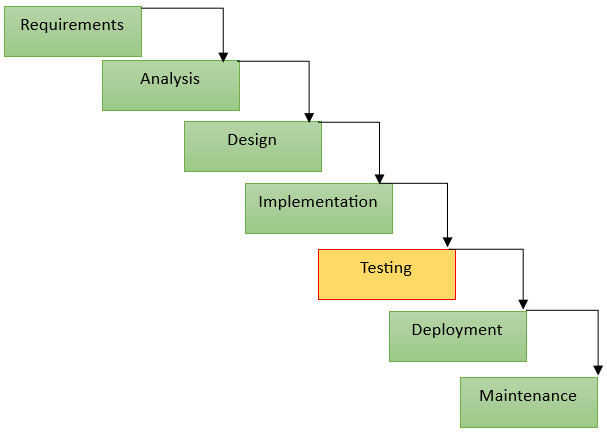 Requirements
Analysis
Design
Implementation
Testing
Deployment
Maintenance